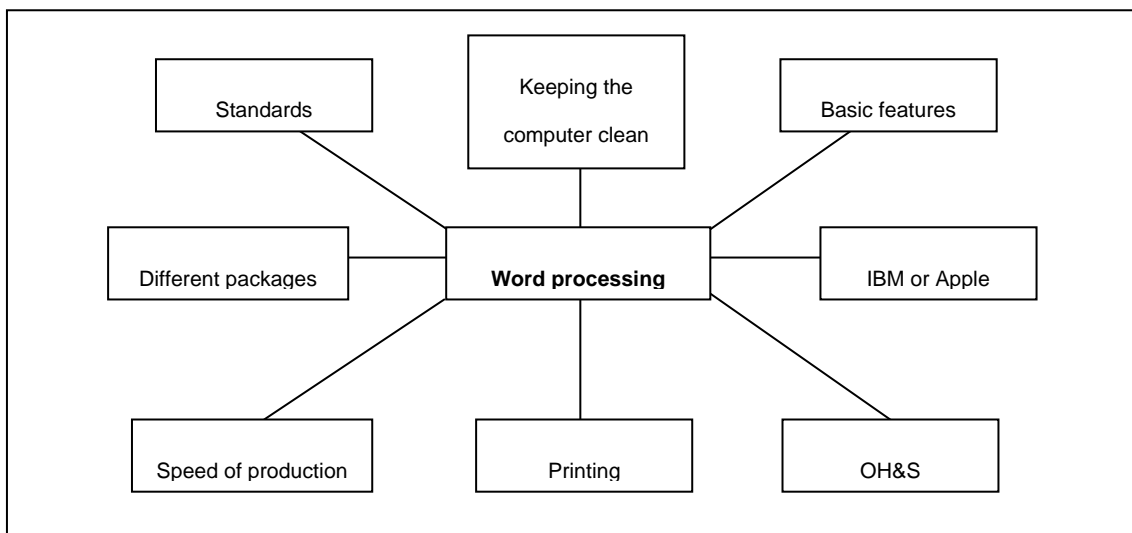 Keeping the
computer clean
Standards
Basic features
Different packages
Word processing
IBM or Apple
Speed of production
Printing
OH&S